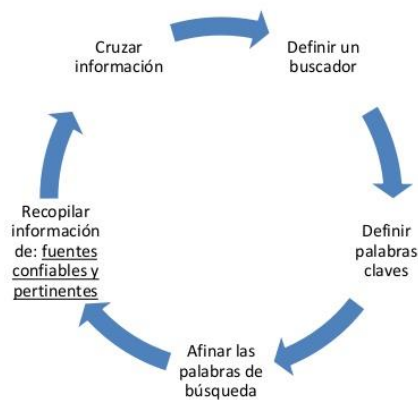 Cruzar
información
Definir un
buscador
Definir
palabras
claves
Afinar las
palabras de
búsqueda
Recopilar
información
de: fuentes
confiables y
pertinentes